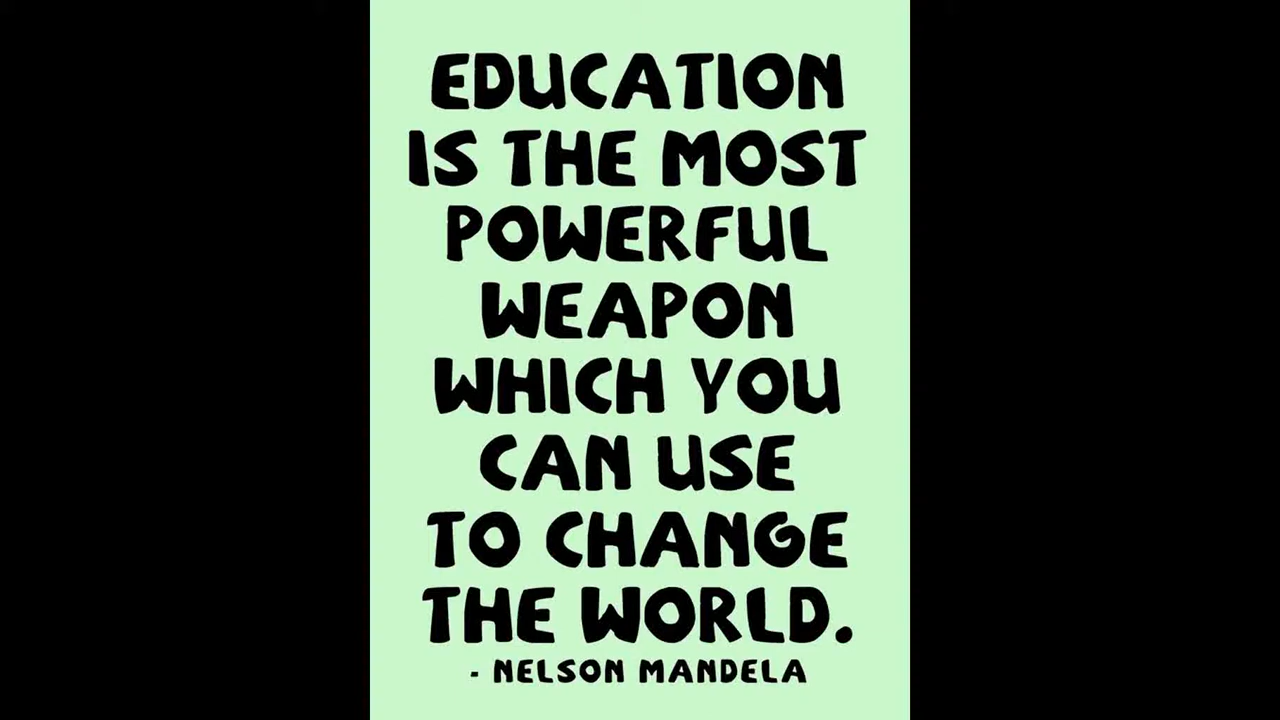 EDUCATION
IS THE MOST
POWERFUL
WEAPON
WHICH YOU
CAN USE
TO CHANGE
THE WORLD.
- NELSON MANDELA